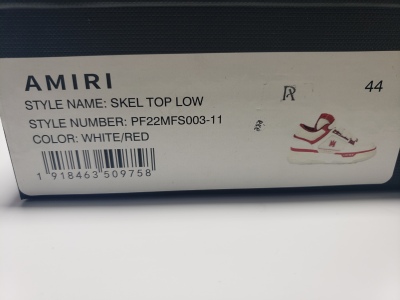 AMIRI
44
STYLE NAME: SKEL TOP LOW
STYLE NUMBER: PF22MFS003-11
COLOR: WHITE/RED
1 918463 509758